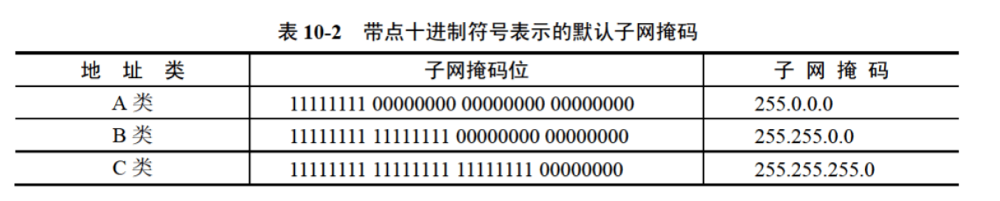 表 10-2 带点十进制符号表示的默认子网掩码
地 址 类 子网掩码位 子 网 掩 码
A 类 11111111 00000000 00000000 00000000 255.0.0.0
B 类 11111111 11111111 00000000 00000000 255.255.0.0
C 类 11111111 11111111 11111111 00000000 255.255.255.0